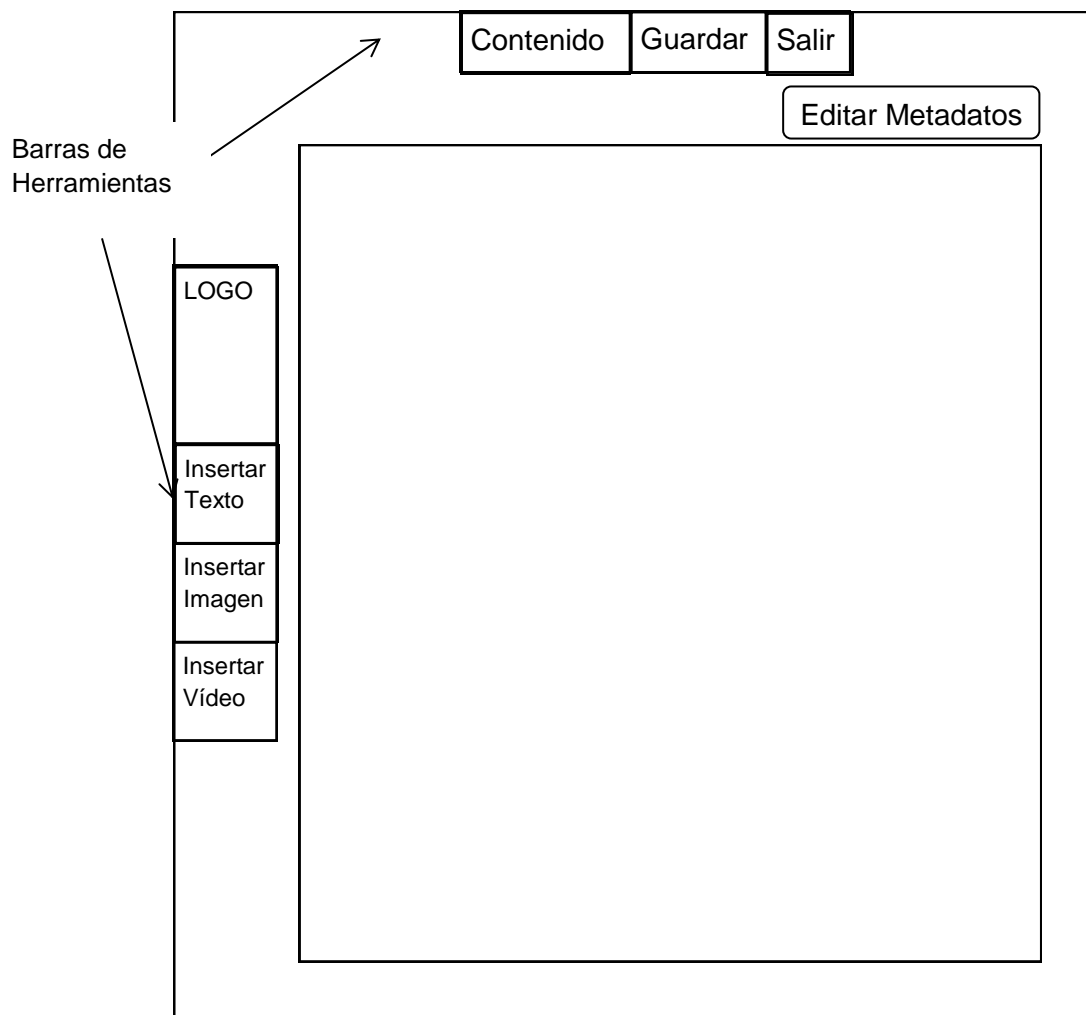 Contenido
Guardar
Salir
Editar Metadatos
Barras de
Herramientas
LOGO
Insertar
Texto
Insertar
Imagen
Insertar
Vídeo